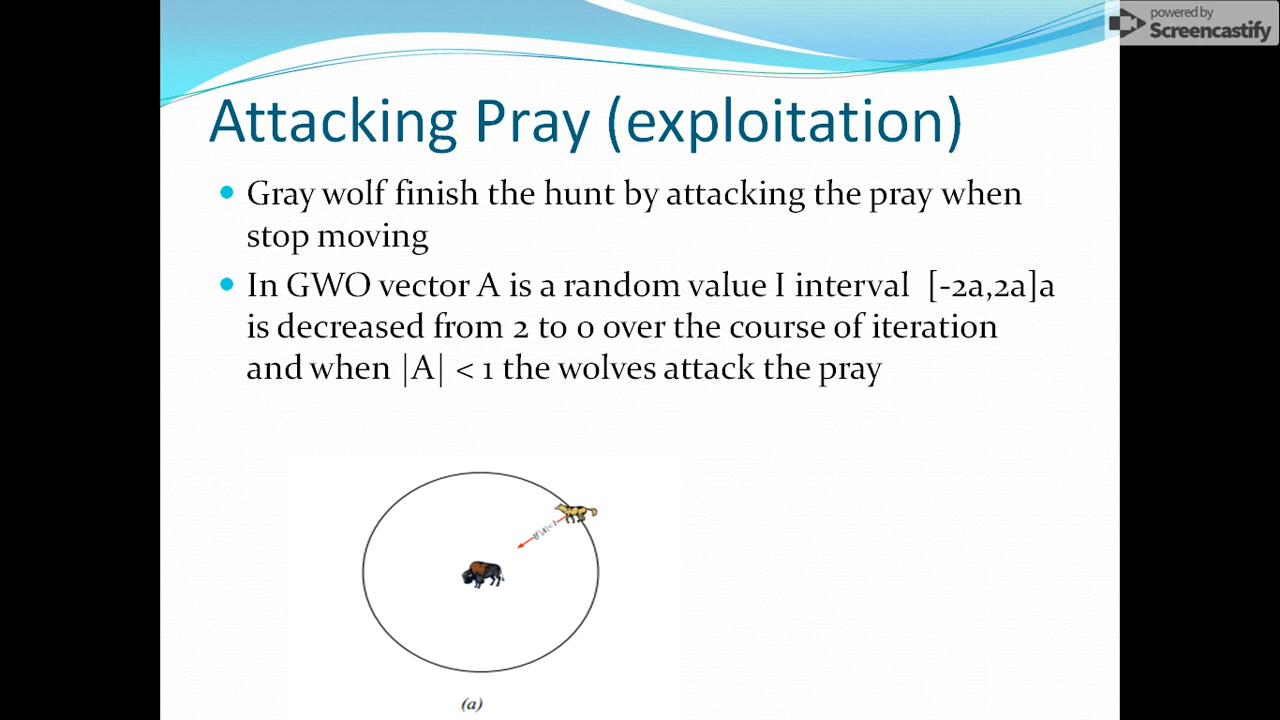 powered by
Screencastify
Attacking Pray (exploitation)
Gray wolf finish the hunt by attacking the pray when
stop moving
In GWO vector A is a random value I interval [-2a,2a]a
is decreased from 2 to 0 over the course of iteration
and when |A| < 1 the wolves attack the pray
(a)